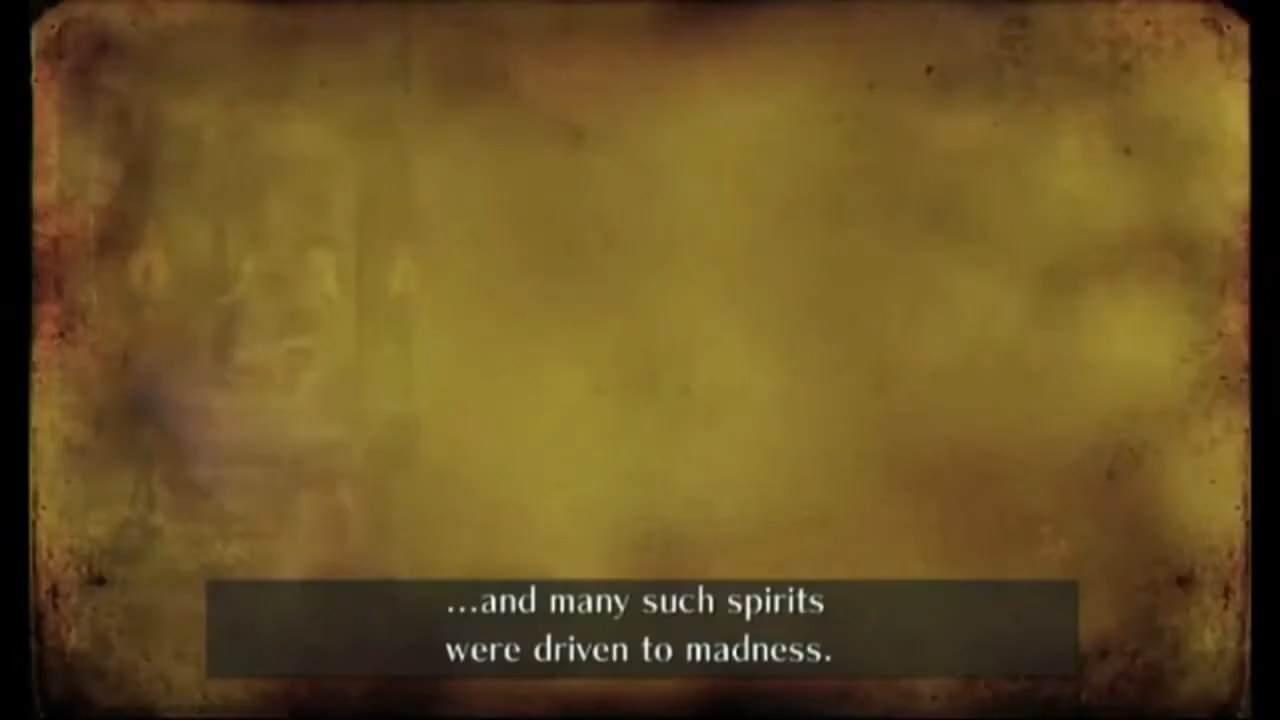 ...and many such spirits
were driven to madness.